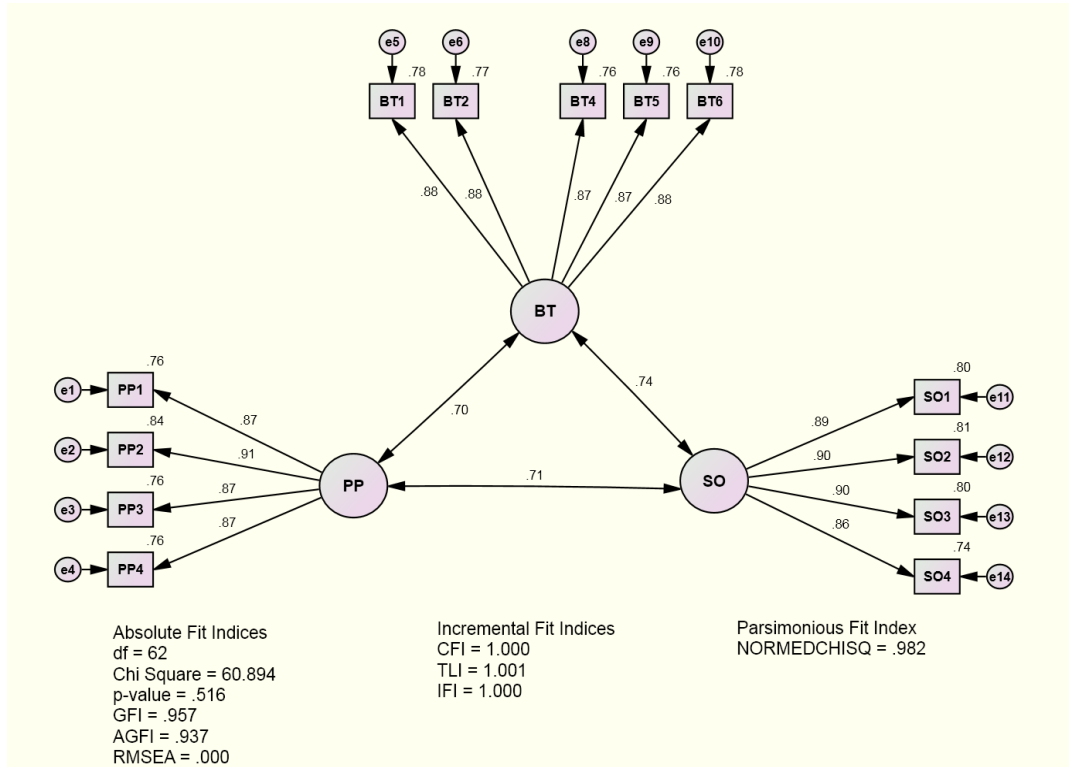 e5 e6 e8 e9 e10
.78 .77 .76 .76 .78
BT1 BT2 BT4 BT5 BT6
.88 .88 .87 .87 .88
BT
.70 .74
.76
e1 PP1 .87
.84
e2 PP2 .91
.76
e3 PP3 .87
.76
e4 PP4 .87
PP
.71
SO
.80
.89 SO1 e11
.81
.90 SO2 e12
.80
.90 SO3 e13
.74
.86 SO4 e14
Absolute Fit Indices
df = 62
Chi Square = 60.894
p-value = .516
GFI = .957
AGFI = .937
RMSEA = .000
Incremental Fit Indices
CFI = 1.000
TLI = 1.001
IFI = 1.000
Parsimonious Fit Index
NORMEDCHISQ = .982